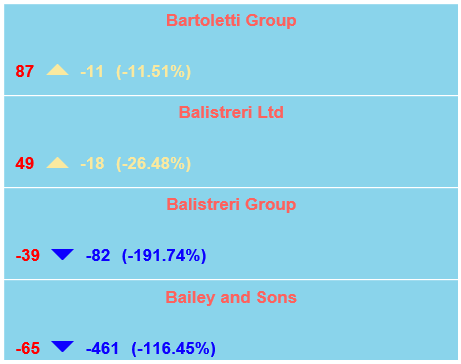 Bartoletti Group
87 -11 (-11.51%)
Balistreri Ltd
49 -18 (-26.48%)
Balistreri Group
-39 -82 (-191.74%)
Bailey and Sons
-65 -461 (-116.45%)